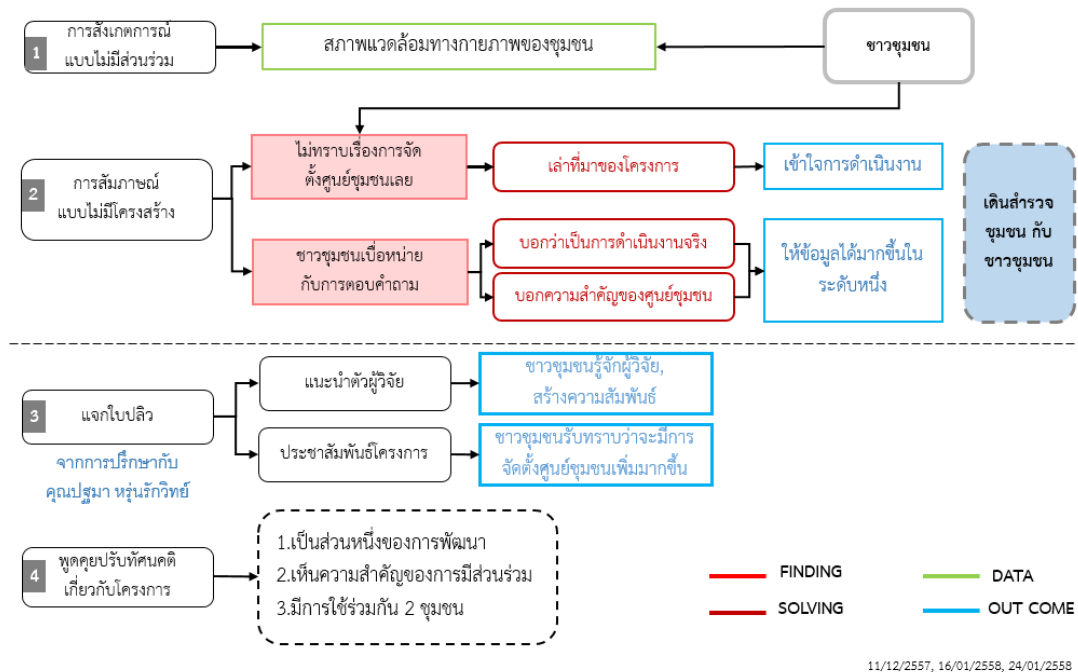 การสังเกตการณ์
แบบไม่มีส่วนร่วม
1
สภาพแวดล้อมทางกายภาพของชุมชน
ชาวชุมชน
2
การสัมภาษณ์
แบบไม่มีโครงสร้าง
ไม่ทราบเรื่องการจัด
ตั้งศูนย์ชุมชนเลย
เล่าที่มาของโครงการ
เข้าใจการดำเนินงาน
ชาวชุมชนเบื่อหน่าย
กับการตอบคำถาม
บอกว่าเป็นการดำเนินงานจริง
บอกความสำคัญของศูนย์ชุมชน
ให้ข้อมูลได้มากขึ้นใน
ระดับหนึ่ง
เดินสำรวจ
ชุมชน กับ
ชาวชุมชน
3
แจกใบปลิว
จากการปรึกษากับ
คุณปฐมา หรุ่นรักวิทย์
แนะนำตัวผู้วิจัย
ชาวชุมชนรู้จักผู้วิจัย,
สร้างความสัมพันธ์
ประชาสัมพันธ์โครงการ
ชาวชุมชนรับทราบว่าจะมีการ
จัดตั้งศูนย์ชุมชนเพิ่มมากขึ้น
4
พูดคุยปรับทัศนคติ
เกี่ยวกับโครงการ
1.เป็นส่วนหนึ่งของการพัฒนา
2.เห็นความสำคัญของการมีส่วนร่วม
3.มีการใช้ร่วมกัน 2 ชุมชน
FINDING
DATA
SOLVING
OUT COME
11/12/2557, 16/01/2558, 24/01/2558